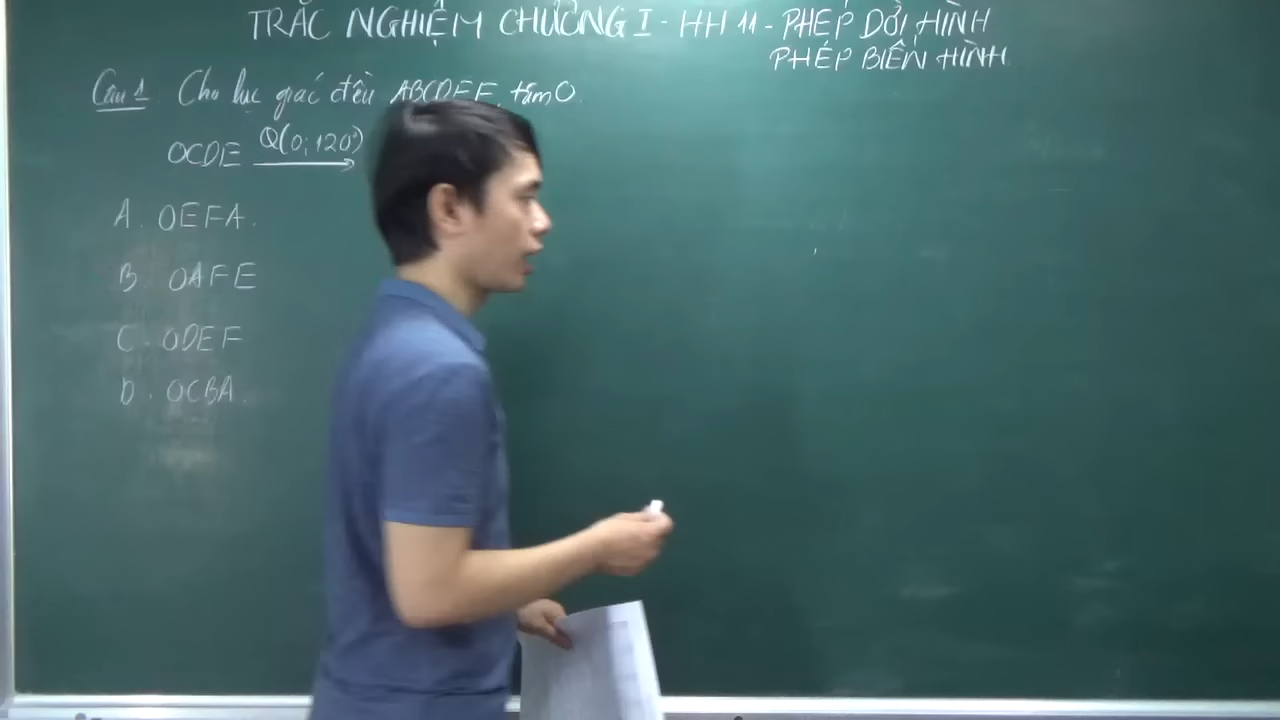 TRẮC NGHIỆM CHƯƠNG I - HH 11 - PHÉP DỜI HÌNH
PHÉP BIẾN HÌNH
Câu 1 Cho lục giác đều ABCDEF, tâm O.
OCDE Q(O; 120°)
A. OEFA.
B. OAFE
C. ODEF
D. OCBA.